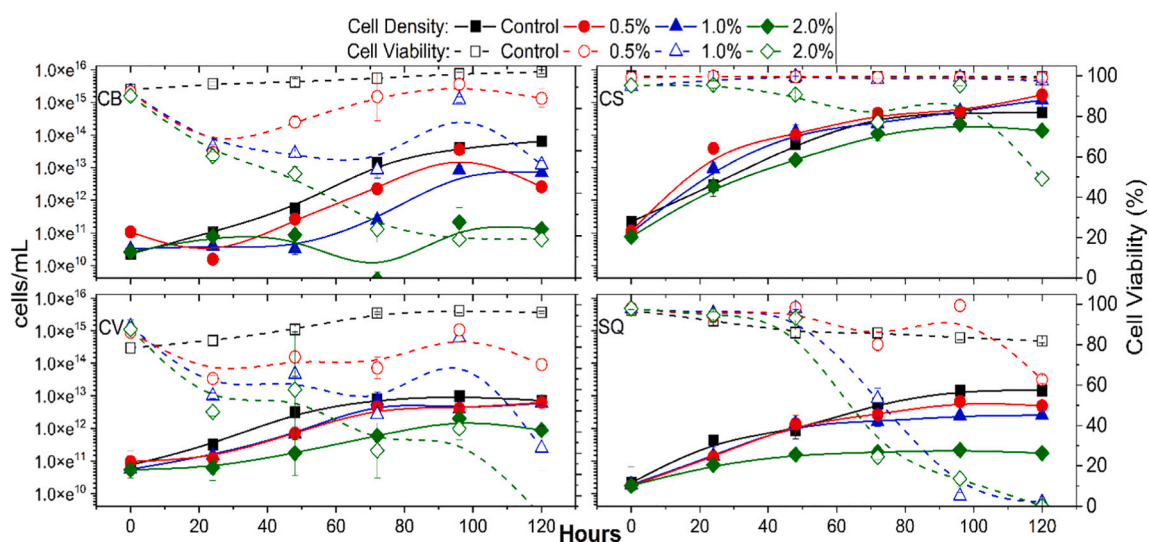 Cell Density: Control 0.5% 1.0% 2.0%
Cell Viability: Control 0.5% 1.0% 2.0%
1.0×e16
1.0×e15
1.0×e14
1.0×e13
1.0×e12
1.0×e11
1.0×e10
CB
CS
100
80
60
40
20
0
1.0×e16
1.0×e15
1.0×e14
1.0×e13
1.0×e12
1.0×e11
1.0×e10
CV
SQ
100
80
60
40
20
0
cells/mL
Cell Viability (%)
0 20 40 60 80 100 120 0 20 40 60 80 100 120
Hours